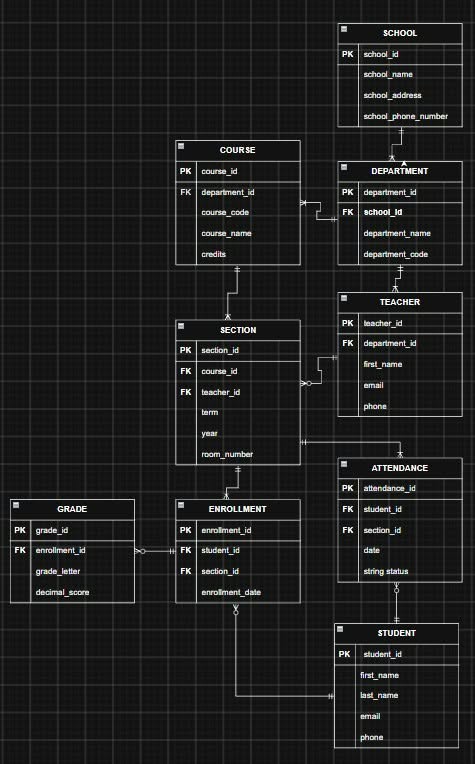 SCHOOL
PK school_id
school_name
school_address
school_phone_number
COURSE
PK course_id
FK department_id
course_code
course_name
credits
DEPARTMENT
PK department_id
FK school_id
department_name
department_code
TEACHER
PK teacher_id
FK department_id
first_name
email
phone
SECTION
PK section_id
FK course_id
FK teacher_id
term
year
room_number
ATTENDANCE
PK attendance_id
FK student_id
FK section_id
date
string status
GRADE
PK grade_id
FK enrollment_id
grade_letter
decimal_score
ENROLLMENT
PK enrollment_id
FK student_id
FK section_id
enrollment_date
STUDENT
PK student_id
first_name
last_name
email
phone